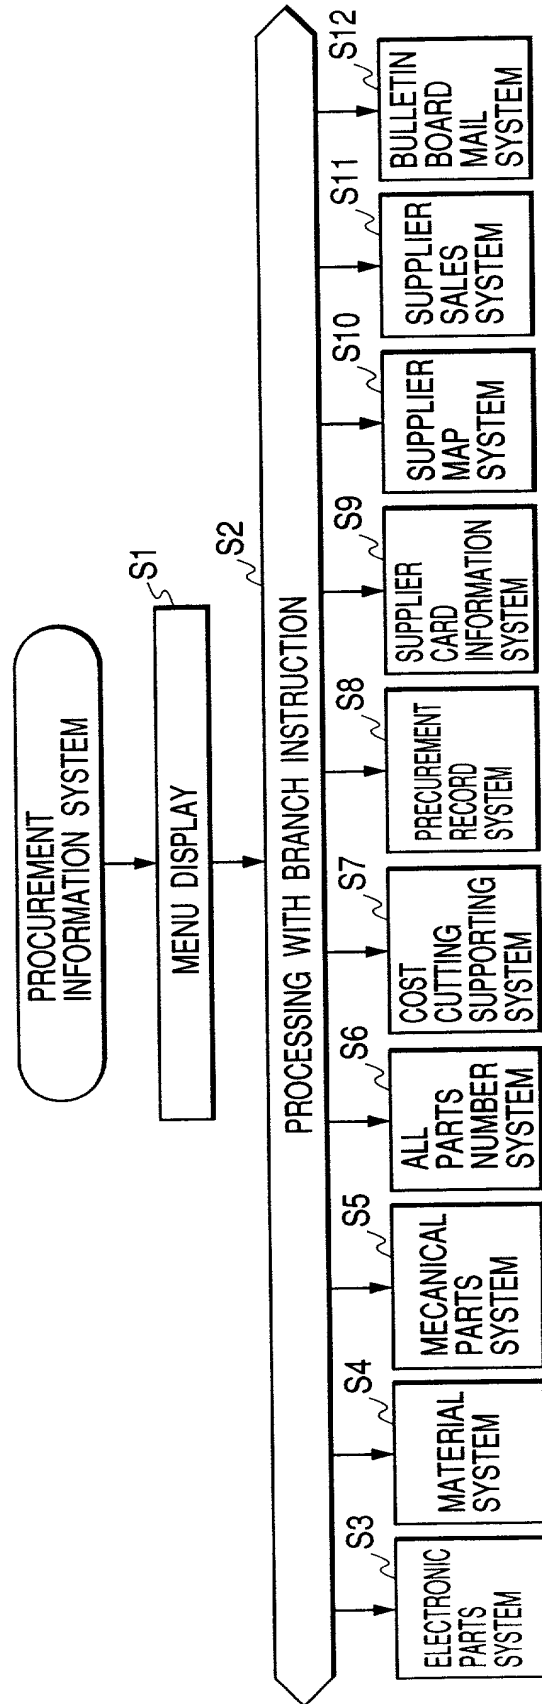 PROCUREMENT
INFORMATION SYSTEM
S1
MENU DISPLAY
S2
PROCESSING WITH BRANCH INSTRUCTION
S3
ELECTRONIC
PARTS
SYSTEM
S4
MATERIAL
SYSTEM
S5
MECANICAL
PARTS
SYSTEM
S6
ALL
PARTS
NUMBER
SYSTEM
S7
COST
CUTTING
SUPPORTING
SYSTEM
S8
PRECUREMENT
RECORD
SYSTEM
S9
SUPPLIER
CARD
INFORMATION
SYSTEM
S10
SUPPLIER
MAP
SYSTEM
S11
SUPPLIER
SALES
SYSTEM
S12
BULLETIN
BOARD
MAIL
SYSTEM